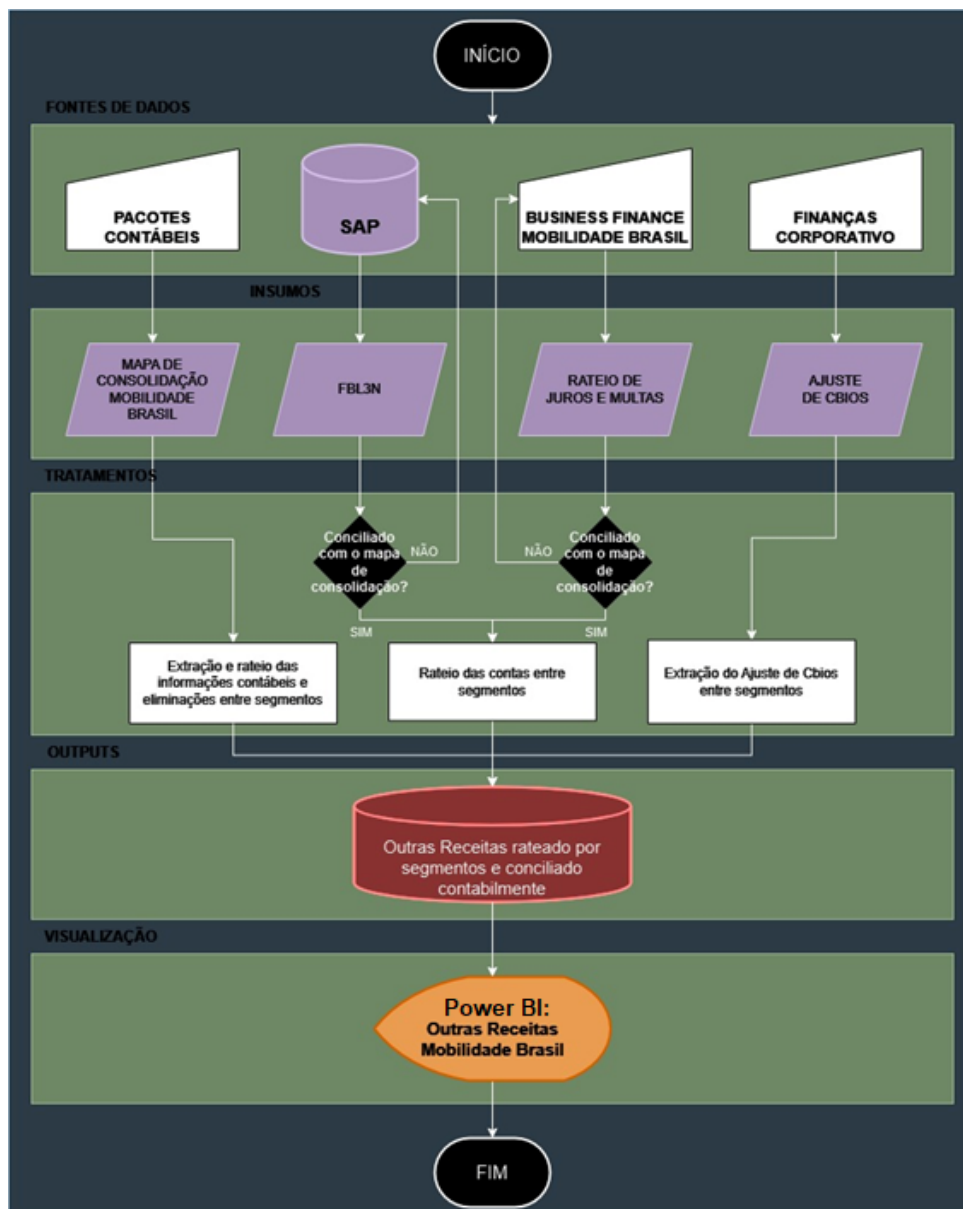 INÍCIO
FONTES DE DADOS
PACOTES
CONTÁBEIS
SAP
BUSINESS FINANCE
MOBILIDADE BRASIL
FINANÇAS
CORPORATIVO
INSUMOS
MAPA DE
CONSOLIDAÇÃO
MOBILIDADE
BRASIL
FBL3N
RATEIO DE
JUROS E MULTAS
AJUSTE
DE CBIOS
TRATAMENTOS
Conciliado
com o mapa
de
consolidação?
NÃO
SIM
NÃO
Conciliado
com o mapa
de
consolidação?
SIM
Extração e rateio das
informações contábeis e
eliminações entre segmentos
Rateio das contas entre
segmentos
Extração do Ajuste de Cbios
entre segmentos
OUTPUTS
Outras Receitas rateado por
segmentos e conciliado
contabilmente
VISUALIZAÇÃO
Power BI:
Outras Receitas
Mobilidade Brasil
FIM